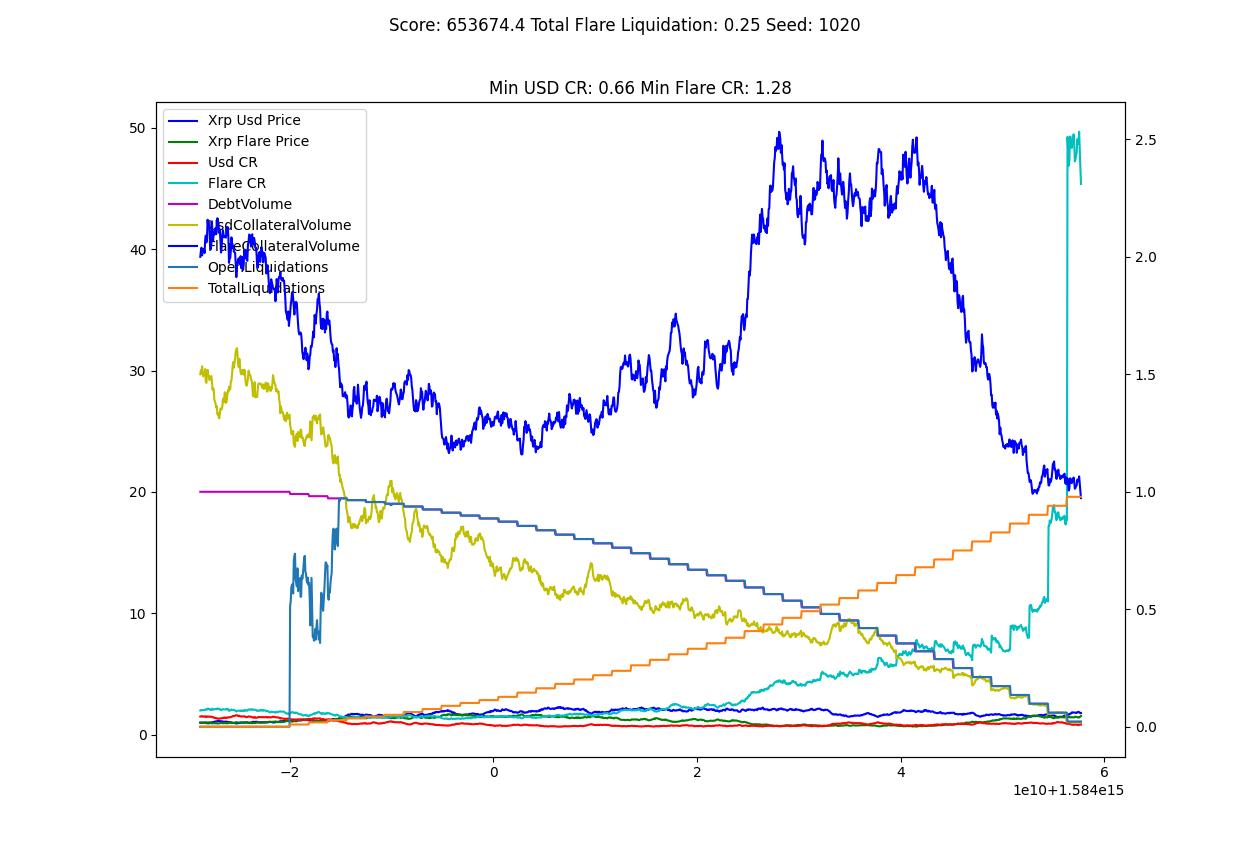 Score: 653674.4 Total Flare Liquidation: 0.25 Seed: 1020
Min USD CR: 0.66 Min Flare CR: 1.28
Xrp Usd Price
Xrp Flare Price
Usd CR
Flare CR
DebtVolume
UsdCollateralVolume
FlareCollateralVolume
OpenLiquidations
TotalLiquidations
50
40
30
20
10
0
2.5
2.0
1.5
1.0
0.5
0.0
−2
0
2
4
6
1e10+1.584e15